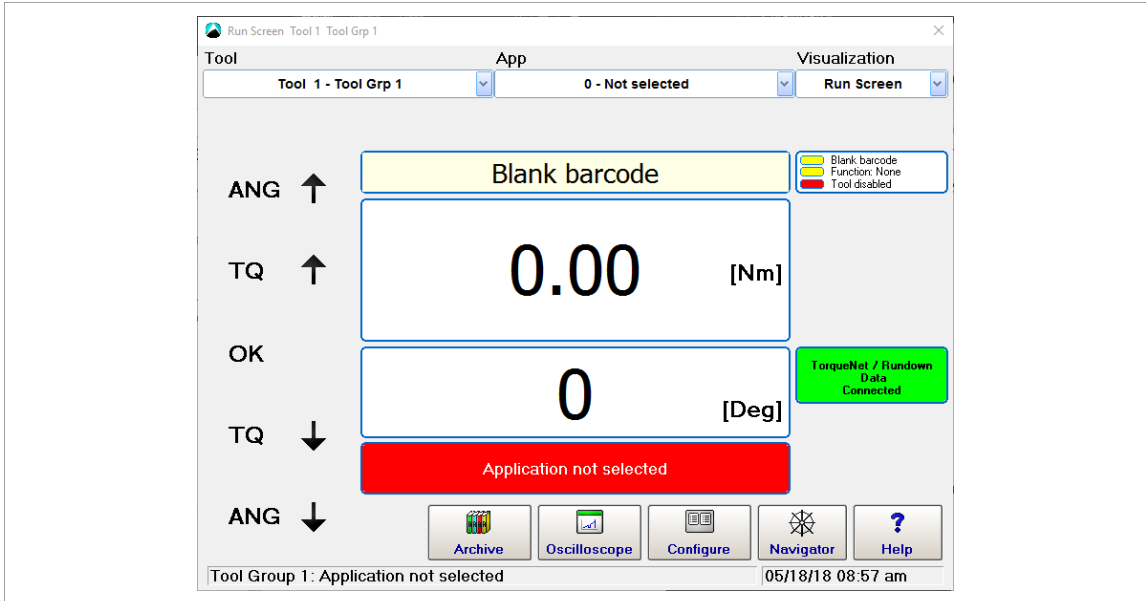 Run Screen Tool 1 Tool Grp 1
Tool App Visualization
Tool 1 - Tool Grp 1 0 - Not selected Run Screen
Blank barcode
Blank barcode
Function: None
Tool disabled
ANG
TQ
0.00 [Nm]
OK
0 [Deg]
TorqueNet / Rundown
Data
Connected
TQ
Application not selected
ANG
Archive Oscilloscope Configure Navigator Help
Tool Group 1: Application not selected 05/18/18 08:57 am